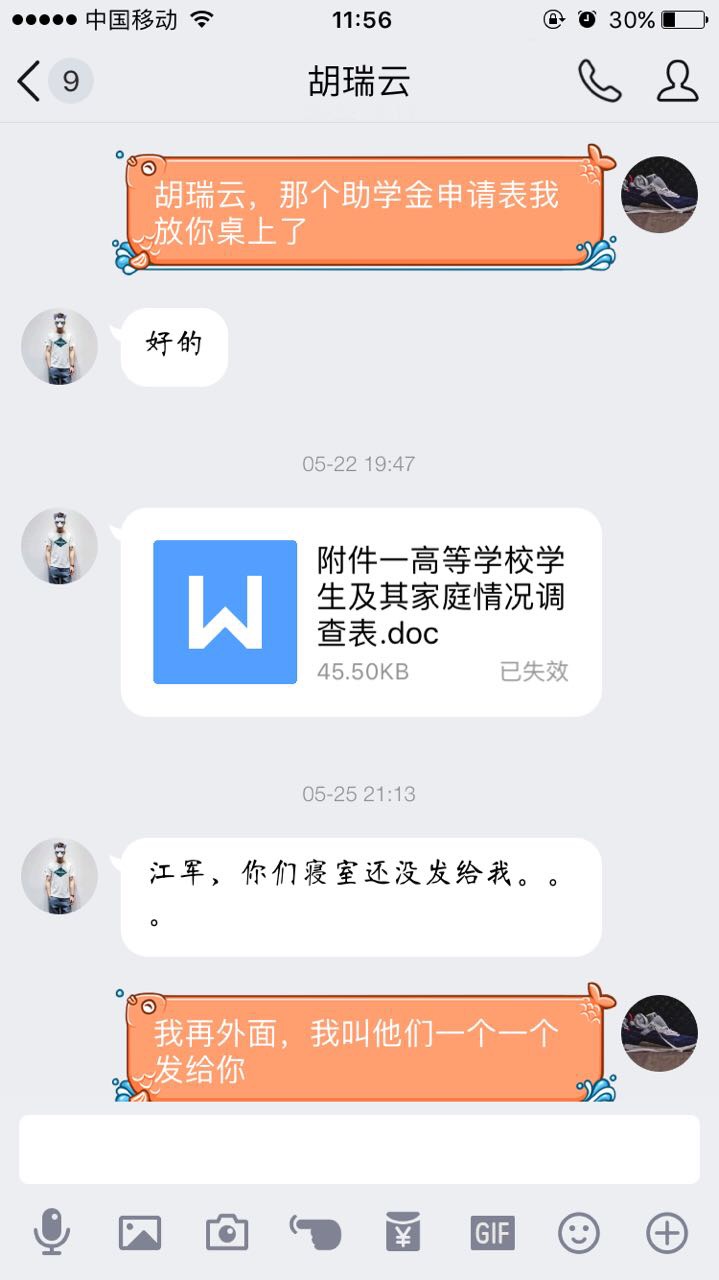 中国移动 11:56 30%
9 胡瑞云
胡瑞云，那个助学金申请表我
放你桌上了
好的
05-22 19:47
W
附件一高等学校学
生及其家庭情况调
查表.doc
45.50KB 已失效
05-25 21:13
江军，你们寝室还没发给我。。
。
我再外面，我叫他们一个一个
发给你
¥ GIF